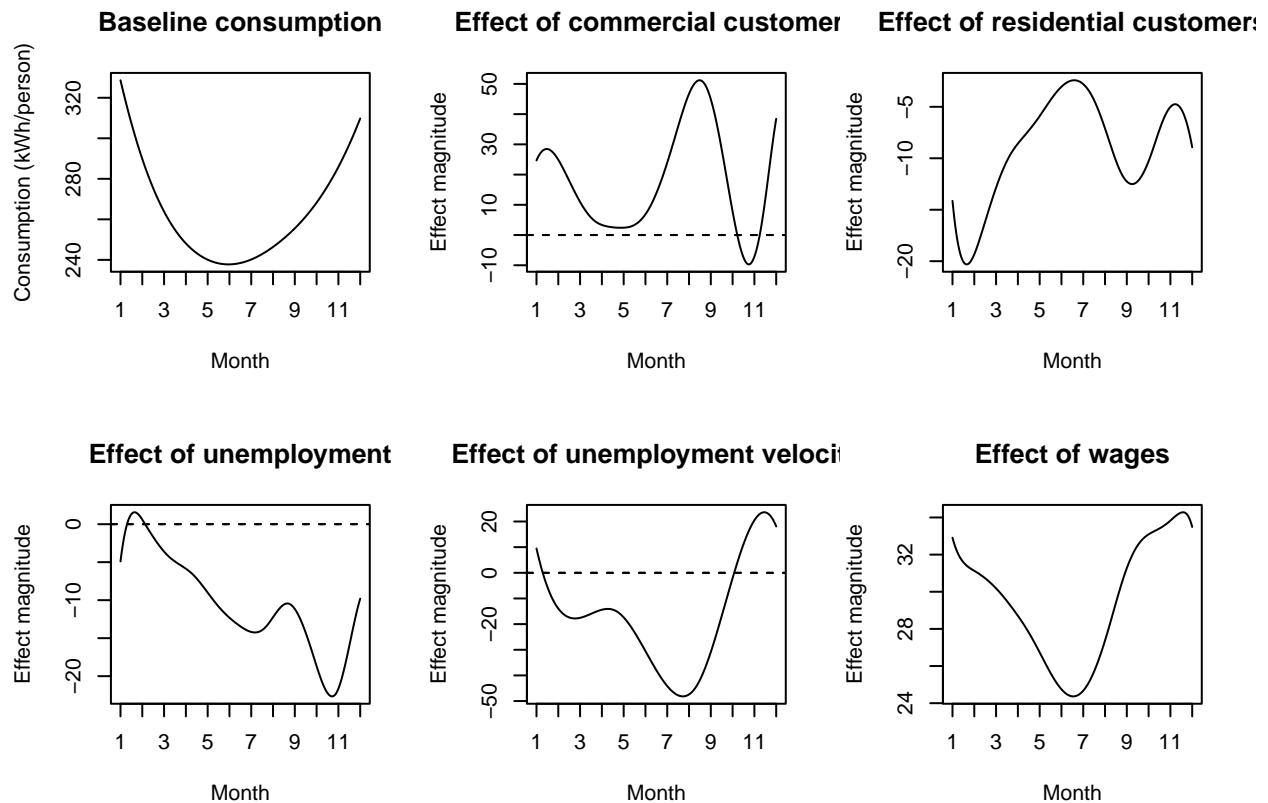 Baseline consumption
Consumption (kWh/person)
320
280
240
1 3 5 7 9 11
Month
Effect of commercial customer
Effect magnitude
50
30
10
−10
1 3 5 7 9 11
Month
Effect of residential customers
Effect magnitude
−5
−10
−20
1 3 5 7 9 11
Month
Effect of unemployment
Effect magnitude
0
−10
−20
1 3 5 7 9 11
Month
Effect of unemployment velocit
Effect magnitude
20
0
−20
−50
1 3 5 7 9 11
Month
Effect of wages
Effect magnitude
32
28
24
1 3 5 7 9 11
Month